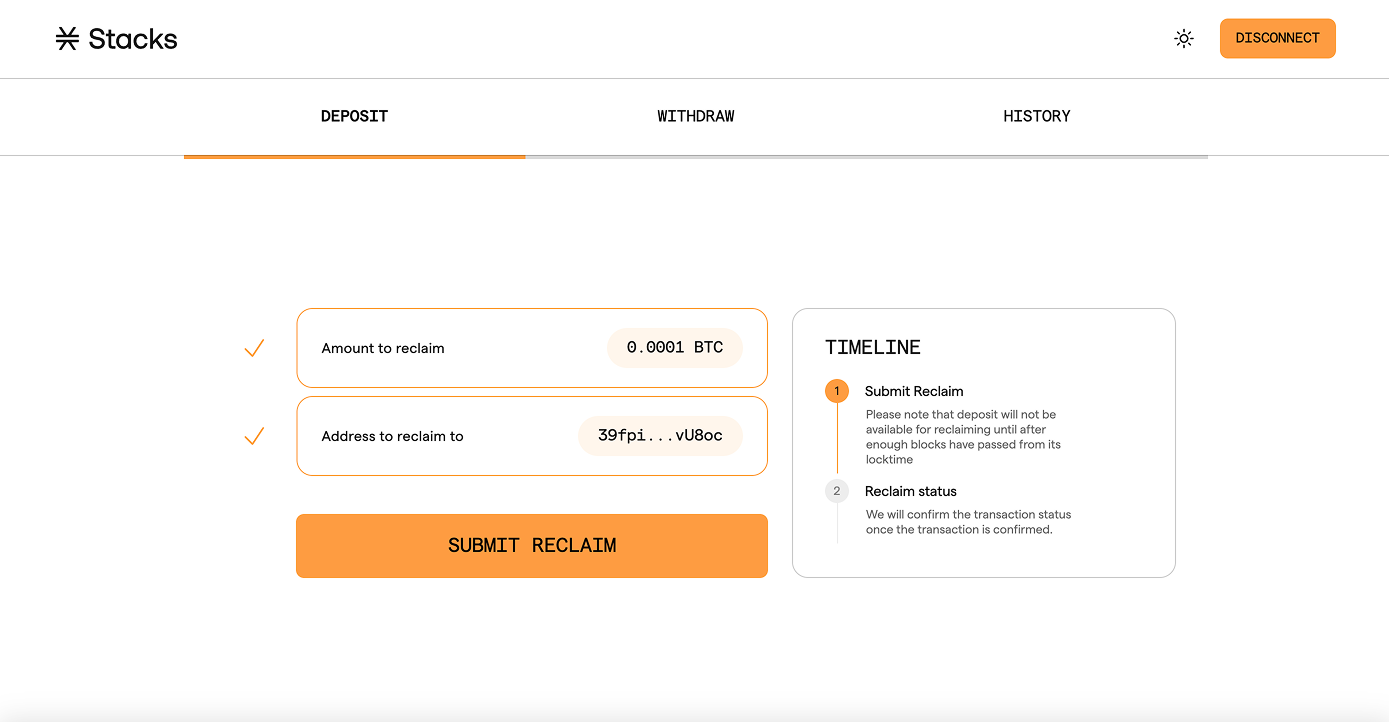 Stacks
DISCONNECT
DEPOSIT
WITHDRAW
HISTORY
Amount to reclaim
0.0001 BTC
Address to reclaim to
39fpi...vU8oc
SUBMIT RECLAIM
TIMELINE
1
Submit Reclaim
Please note that deposit will not be
available for reclaiming until after
enough blocks have passed from its
locktime
2
Reclaim status
We will confirm the transaction status
once the transaction is confirmed.